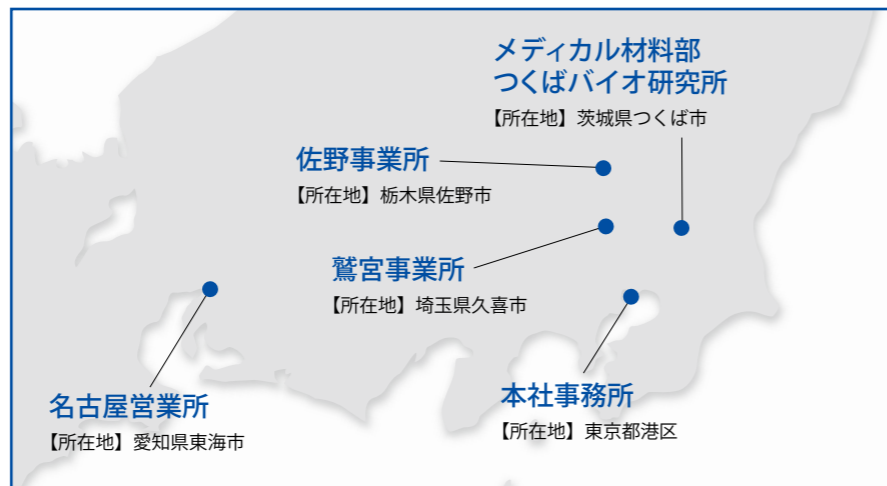 メディカル材料部
つくばバイオ研究所
【所在地】茨城県つくば市
佐野事業所
【所在地】栃木県佐野市
鷲宮事業所
【所在地】埼玉県久喜市
名古屋営業所
【所在地】愛知県東海市
本社事務所
【所在地】東京都港区